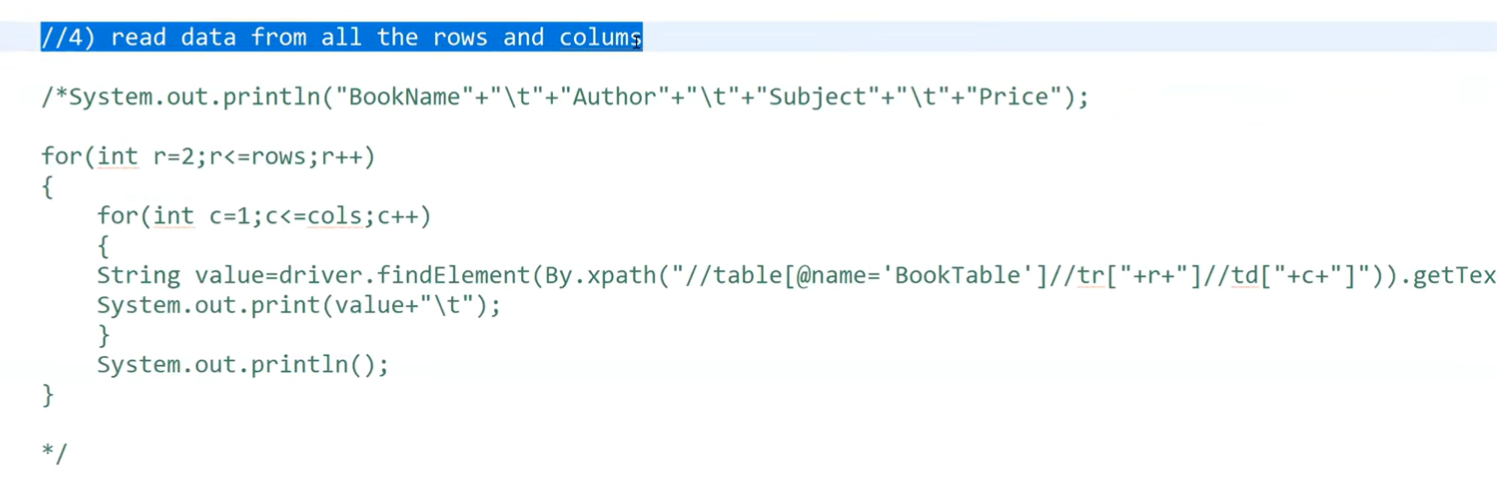 //4) read data from all the rows and colums
/*System.out.println("BookName"+"\t"+"Author"+"\t"+"Subject"+"\t"+"Price");
for(int r=2;r<=rows;r++)
{
for(int c=1;c<=cols;c++)
{
String value=driver.findElement(By.xpath("//table[@name='BookTable']//tr["+r+"]//td["+c+"]")).getTex
System.out.print(value+"\t");
}
System.out.println();
}
*/